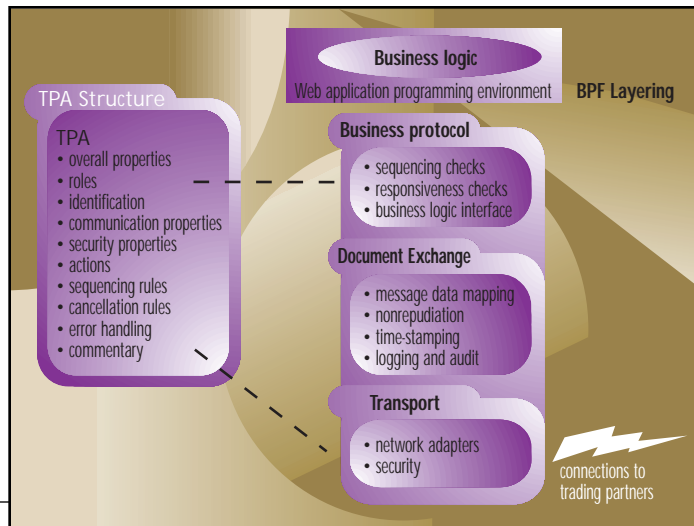 Business logic
Web application programming environment
BPF Layering
TPA Structure
TPA
• overall properties
• roles
• identification
• communication properties
• security properties
• actions
• sequencing rules
• cancellation rules
• error handling
• commentary
Business protocol
• sequencing checks
• responsiveness checks
• business logic interface
Document Exchange
• message data mapping
• nonrepudiation
• time-stamping
• logging and audit
Transport
• network adapters
• security
connections to
trading partners